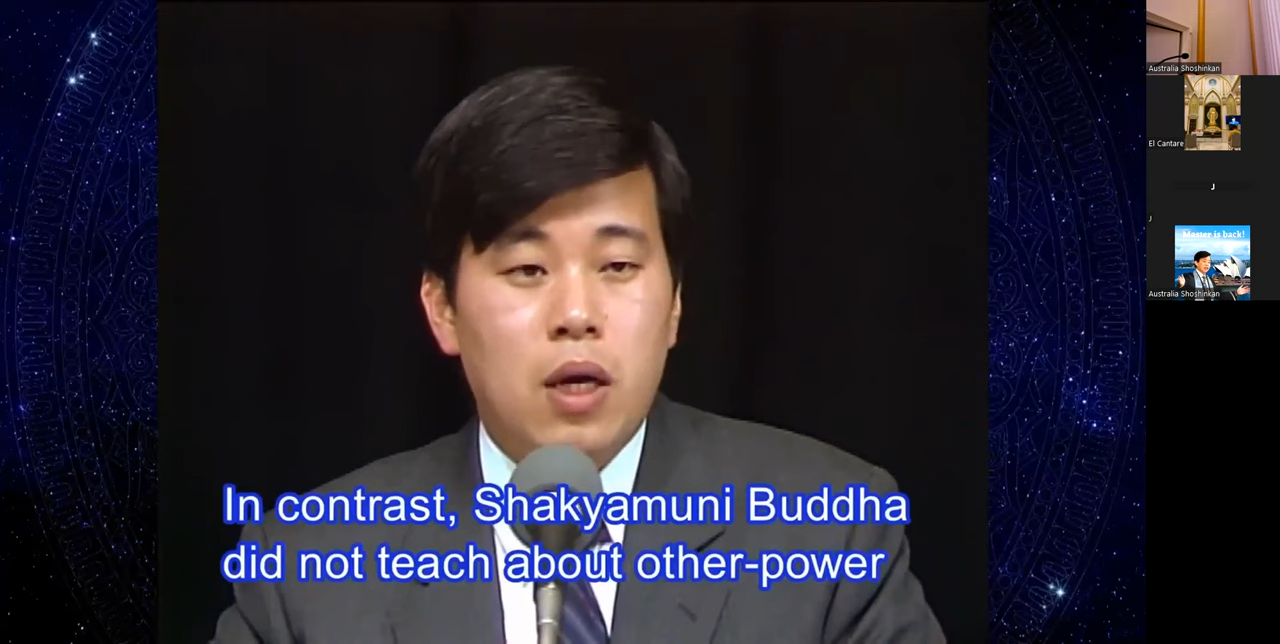 In contrast, Shakyamuni Buddha
did not teach about other-power
Australia Shoshinkan
El Cantare
J
J
Master is back!
Australia Shoshinkan